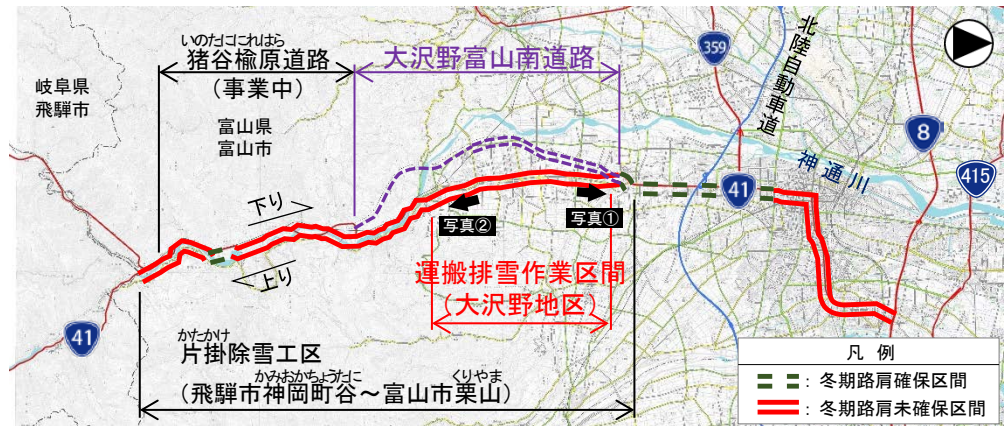 いのたににれはら
猪谷楡原道路
(事業中)
大沢野富山南道路
岐阜県
飛騨市
富山県
富山市
359
北陸自動車道
8
415
神通川
41
下り
上り
写真②
写真①
運搬排雪作業区間
(大沢野地区)
41
かたかけ
片掛除雪工区
かみおかちょうたに
くりやま
(飛騨市神岡町谷～富山市栗山)
凡 例
:冬期路肩確保区間
:冬期路肩未確保区間